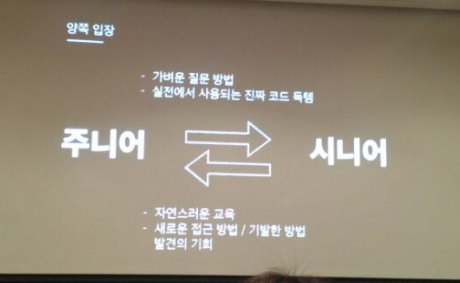 양쪽 입장
- 가벼운 질문 방법
- 실전에서 사용되는 진짜 코드 득템
주니어
시니어
- 자연스러운 교육
- 새로운 접근 방법 / 기발한 방법
발견의 기회